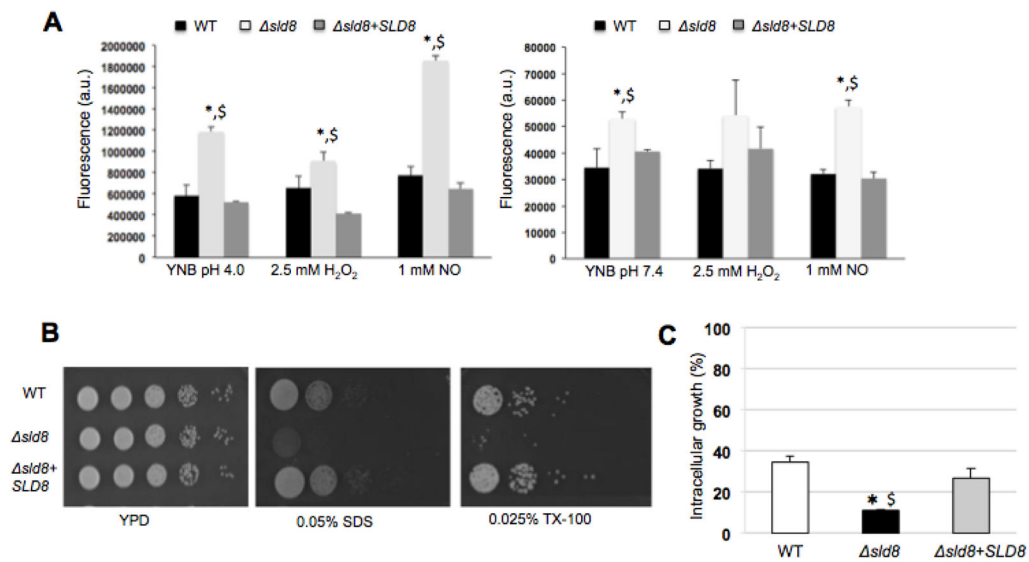 A
WT Δsld8 Δsld8+SLD8
Fluorescence (a.u.)
2000000
1800000
1600000
1400000
1200000
1000000
800000
600000
400000
200000
0
*,$
*,$
*,$
YNB pH 4.0 2.5 mM H₂O₂ 1 mM NO
WT Δsld8 Δsld8+SLD8
Fluorescence (a.u.)
80000
70000
60000
50000
40000
30000
20000
10000
0
*,$
*,$
YNB pH 7.4 2.5 mM H₂O₂ 1 mM NO
B
WT
Δsld8
Δsld8+
SLD8
YPD 0.05% SDS 0.025% TX-100
C
Intracellular growth (%)
100
80
60
40
20
0
* $
WT Δsld8 Δsld8+SLD8